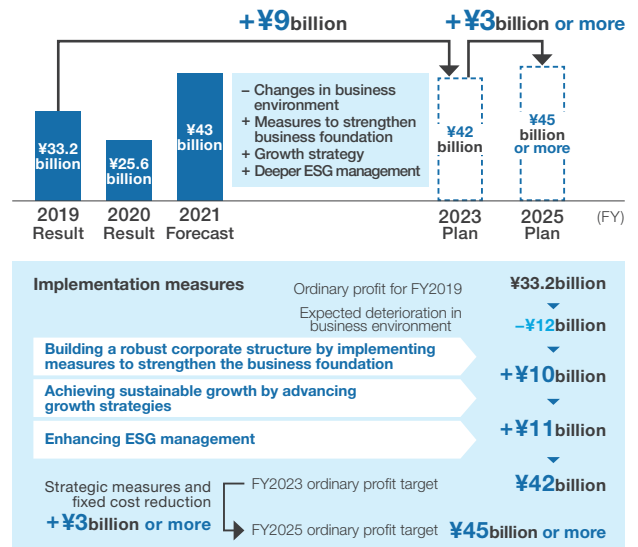 +¥9billion
+¥3billion or more
– Changes in business
environment
+ Measures to strengthen
business foundation
+ Growth strategy
+ Deeper ESG management
¥33.2
billion
¥25.6
billion
¥43
billion
¥42
billion
¥45
billion
or more
2019
Result
2020
Result
2021
Forecast
2023
Plan
2025
Plan
(FY)
Implementation measures
Ordinary profit for FY2019
¥33.2billion
Expected deterioration in
business environment
–¥12billion
Building a robust corporate structure by implementing
measures to strengthen the business foundation
+¥10billion
Achieving sustainable growth by advancing
growth strategies
+¥11billion
Enhancing ESG management
Strategic measures and
fixed cost reduction
+¥3billion or more
FY2023 ordinary profit target
¥42billion
FY2025 ordinary profit target
¥45billion or more